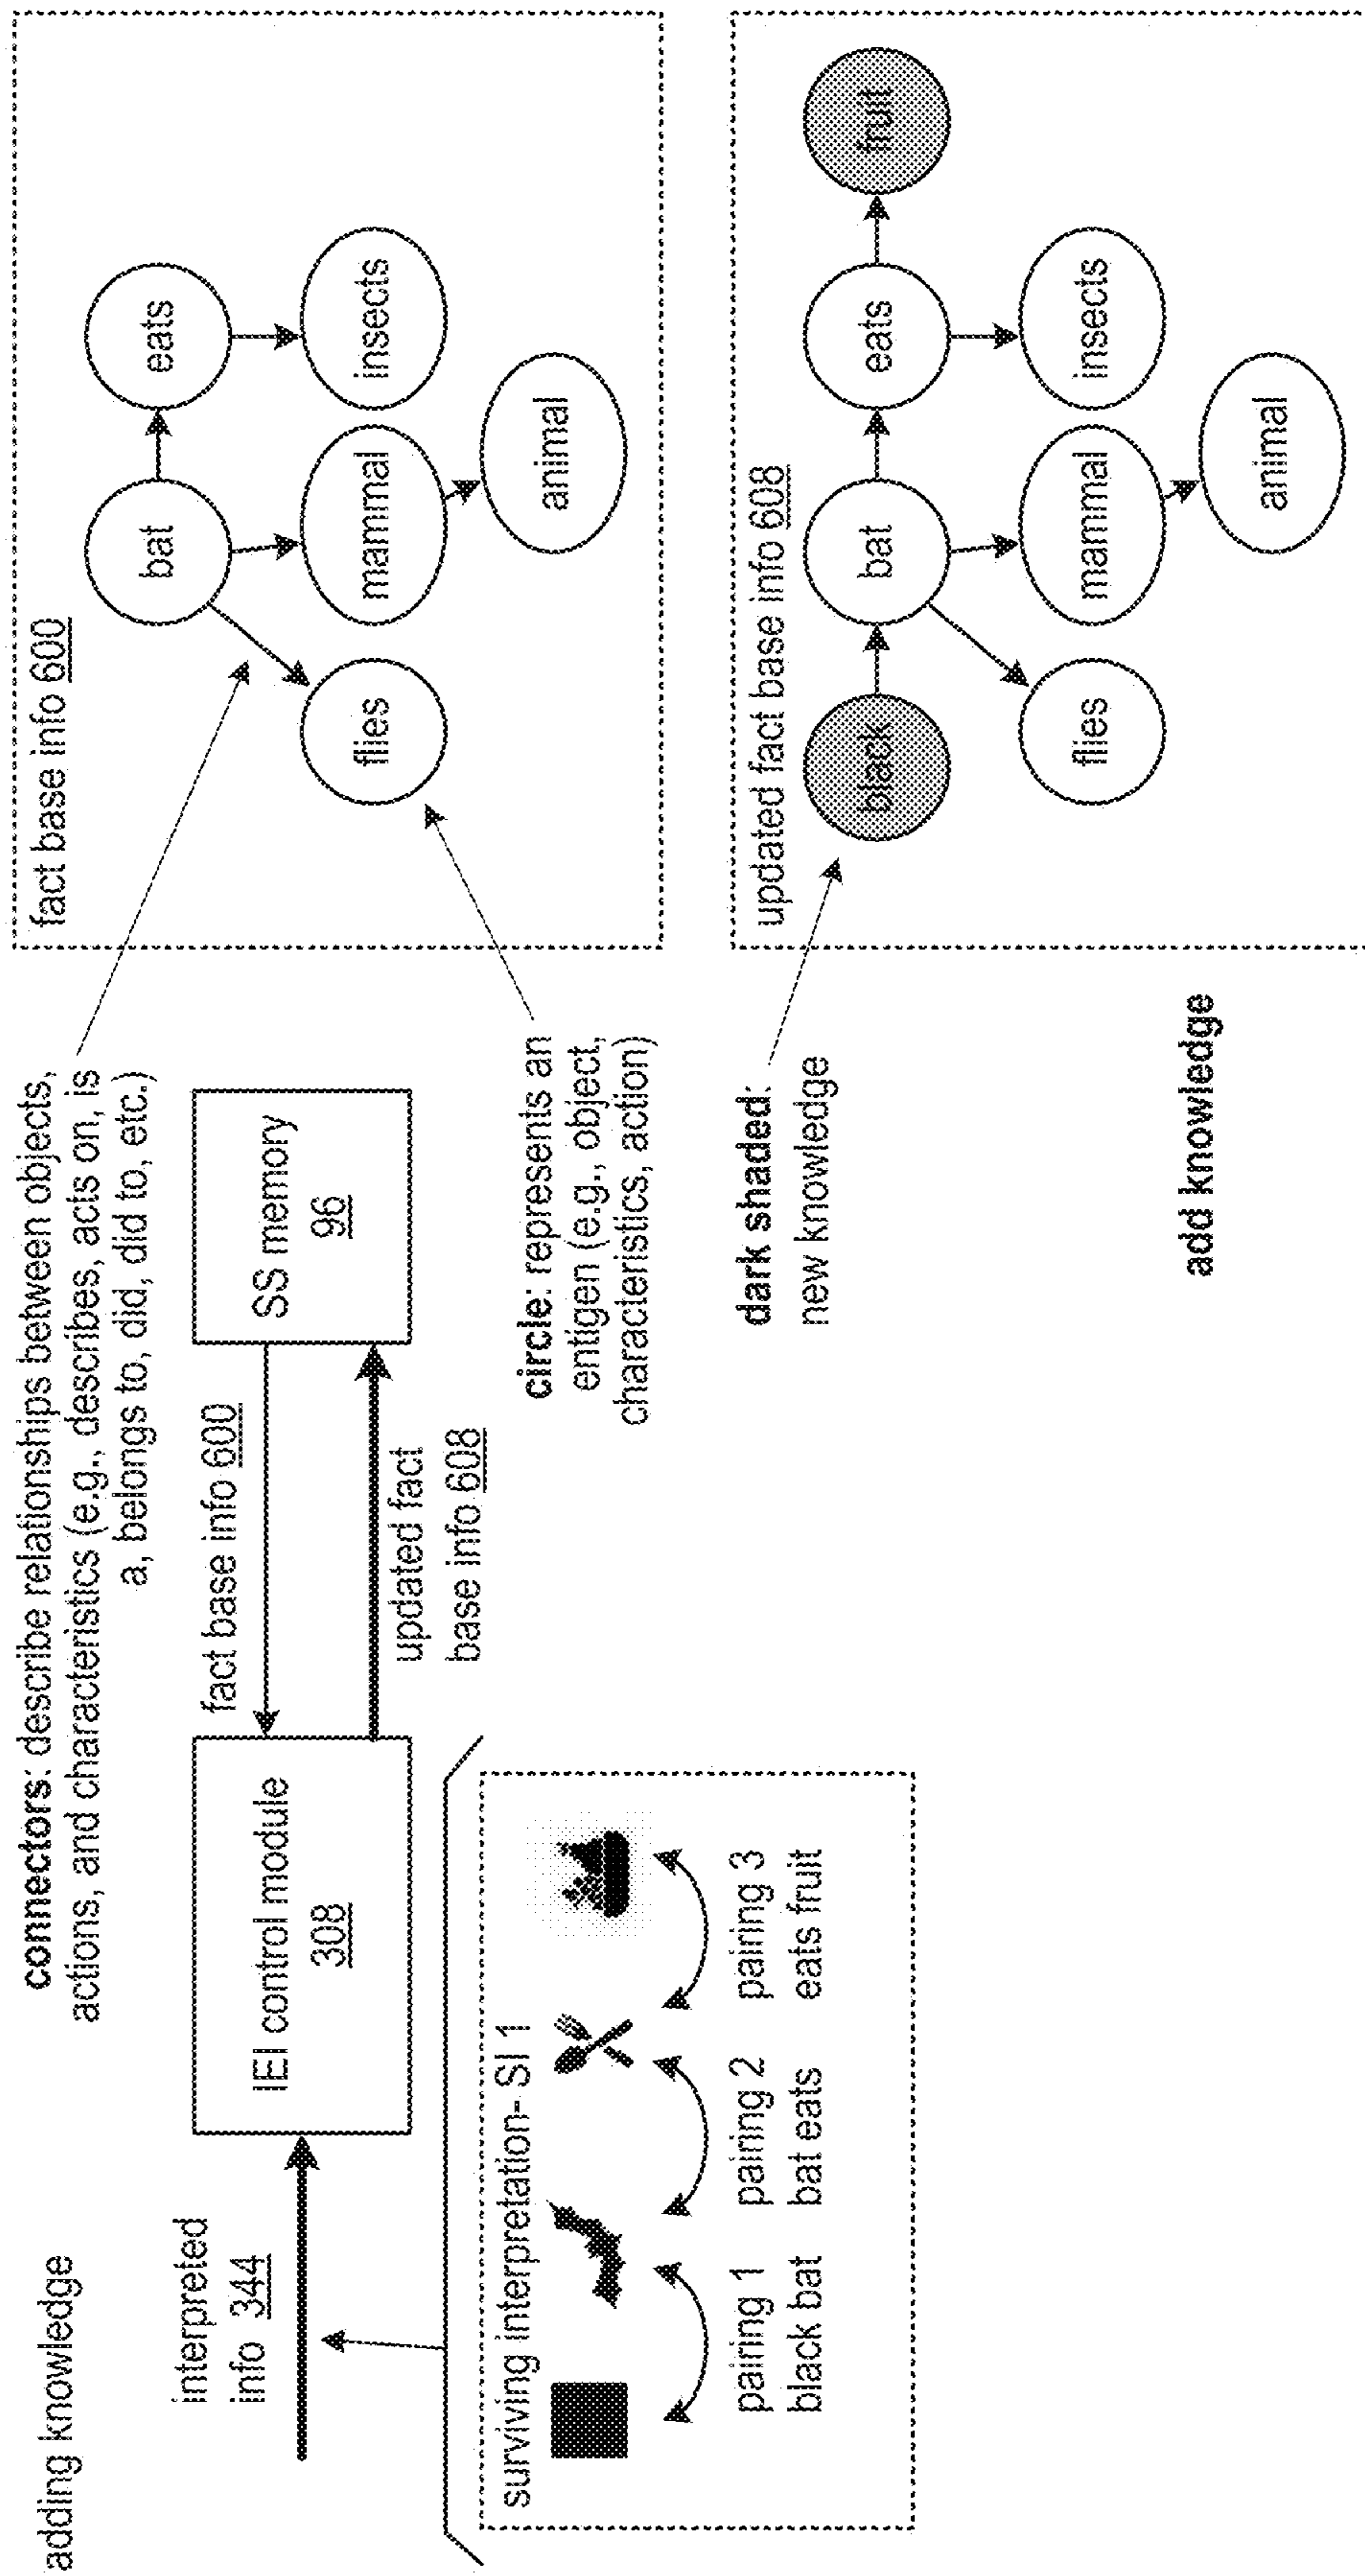 adding knowledge
connectors: describe relationships between objects,
actions, and characteristics (e.g., describes, acts on, is
a, belongs to, did, did to, etc.)
interpreted
info 344
IEI control module
308
fact base info 600
updated fact
base info 608
SS memory
96
surviving interpretation- SI 1
pairing 1
black bat
pairing 2
bat eats
pairing 3
eats fruit
circle: represents an
entigen (e.g., object,
characteristics, action)
dark shaded:
new knowledge
add knowledge
fact base info 600
bat
eats
flies
mammal
insects
animal
updated fact base info 608
black
bat
eats
fruit
flies
mammal
insects
animal